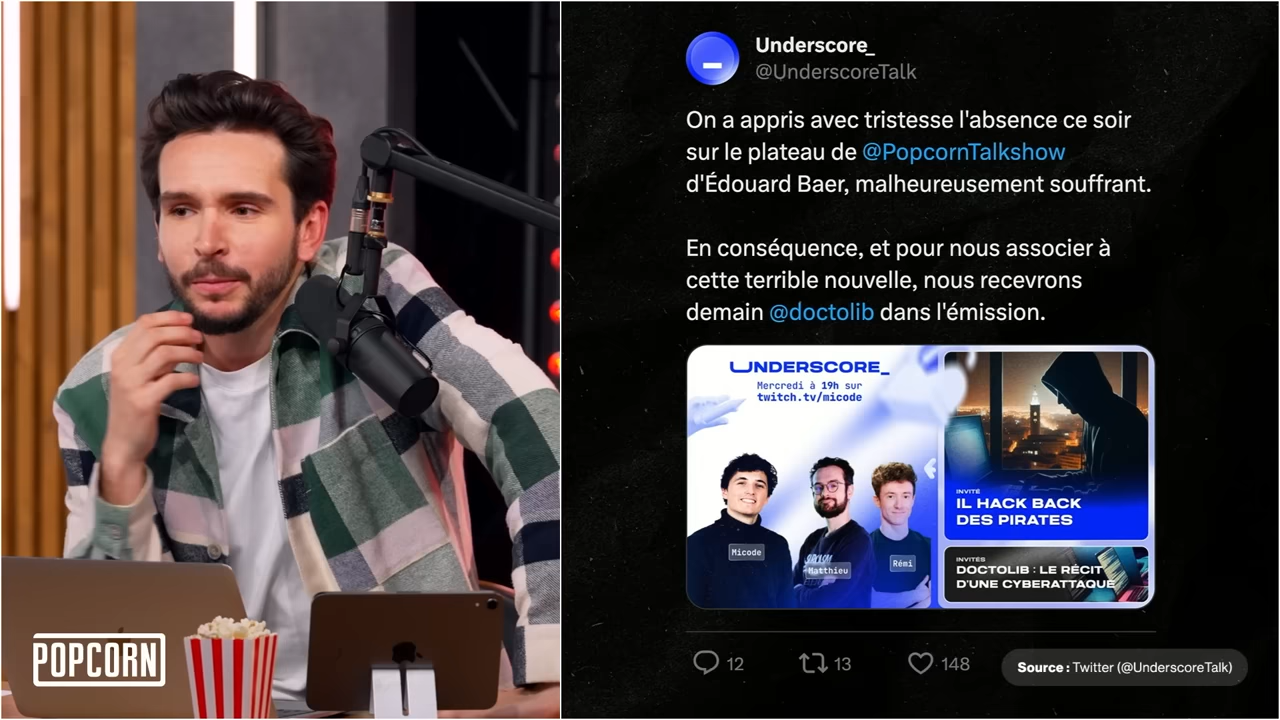 POPCORN
Underscore_
@UnderscoreTalk
On a appris avec tristesse l'absence ce soir
sur le plateau de @PopcornTalkshow
d'Édouard Baer, malheureusement souffrant.
En conséquence, et pour nous associer à
cette terrible nouvelle, nous recevrons
demain @doctolib dans l'émission.
UNDERSCORE_
Mercredi à 19h sur
twitch.tv/micode
Micode
Matthieu
Rémi
INVITÉ
IL HACK BACK
DES PIRATES
INVITÉS
DOCTOLIB : LE RÉCIT
D'UNE CYBERATTAQUE
12
13
148
Source : Twitter (@UnderscoreTalk)